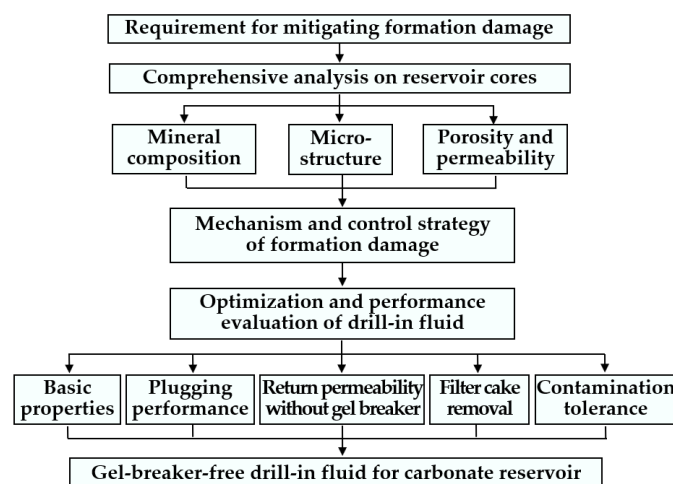 Requirement for mitigating formation damage
Comprehensive analysis on reservoir cores
Mineral
composition
Micro-
structure
Porosity and
permeability
Mechanism and control strategy
of formation damage
Optimization and performance
evaluation of drill-in fluid
Basic
properties
Plugging
performance
Return permeability
without gel breaker
Filter cake
removal
Contamination
tolerance
Gel-breaker-free drill-in fluid for carbonate reservoir